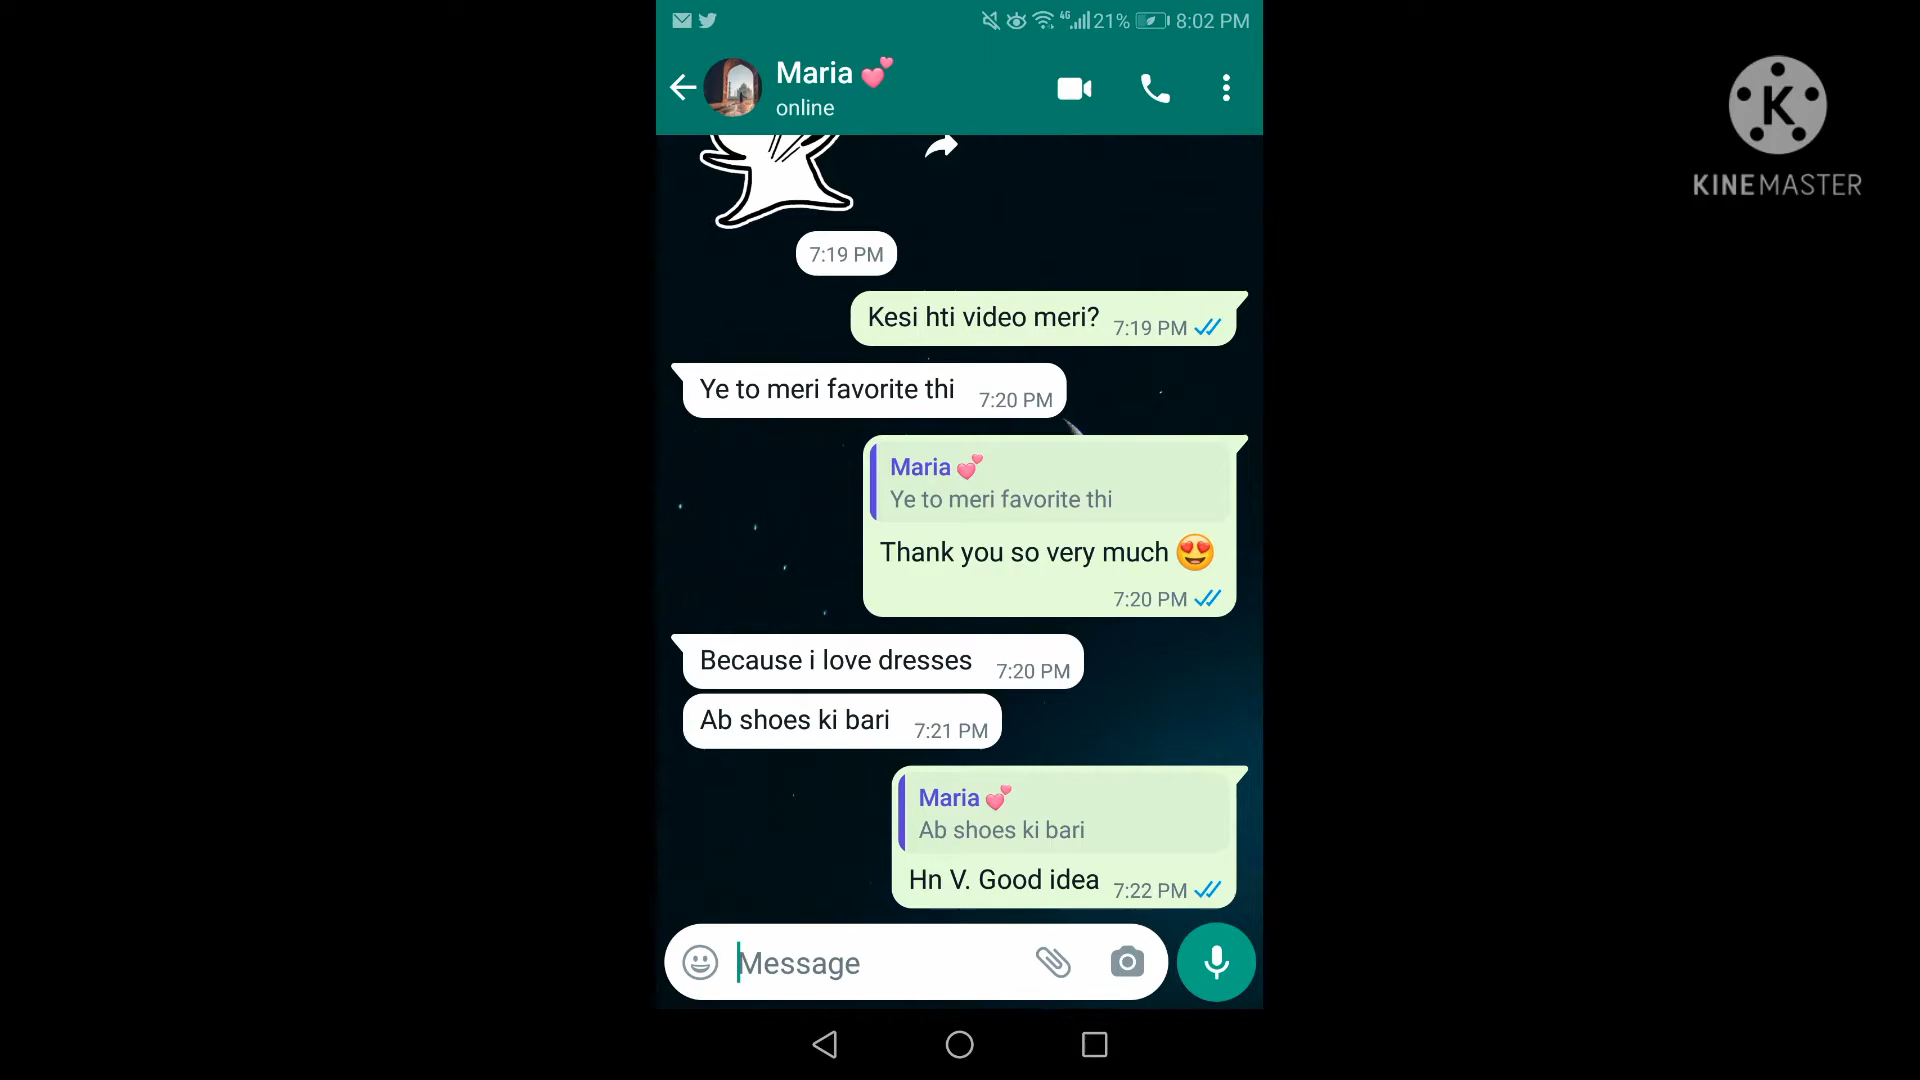 4G 21% 8:02 PM
Maria 💕
online
7:19 PM
Kesi hti video meri? 7:19 PM
Ye to meri favorite thi 7:20 PM
Maria 💕
Ye to meri favorite thi
Thank you so very much 😍
7:20 PM
Because i love dresses 7:20 PM
Ab shoes ki bari 7:21 PM
Maria 💕
Ab shoes ki bari
Hn V. Good idea 7:22 PM
Message
K
KINEMASTER